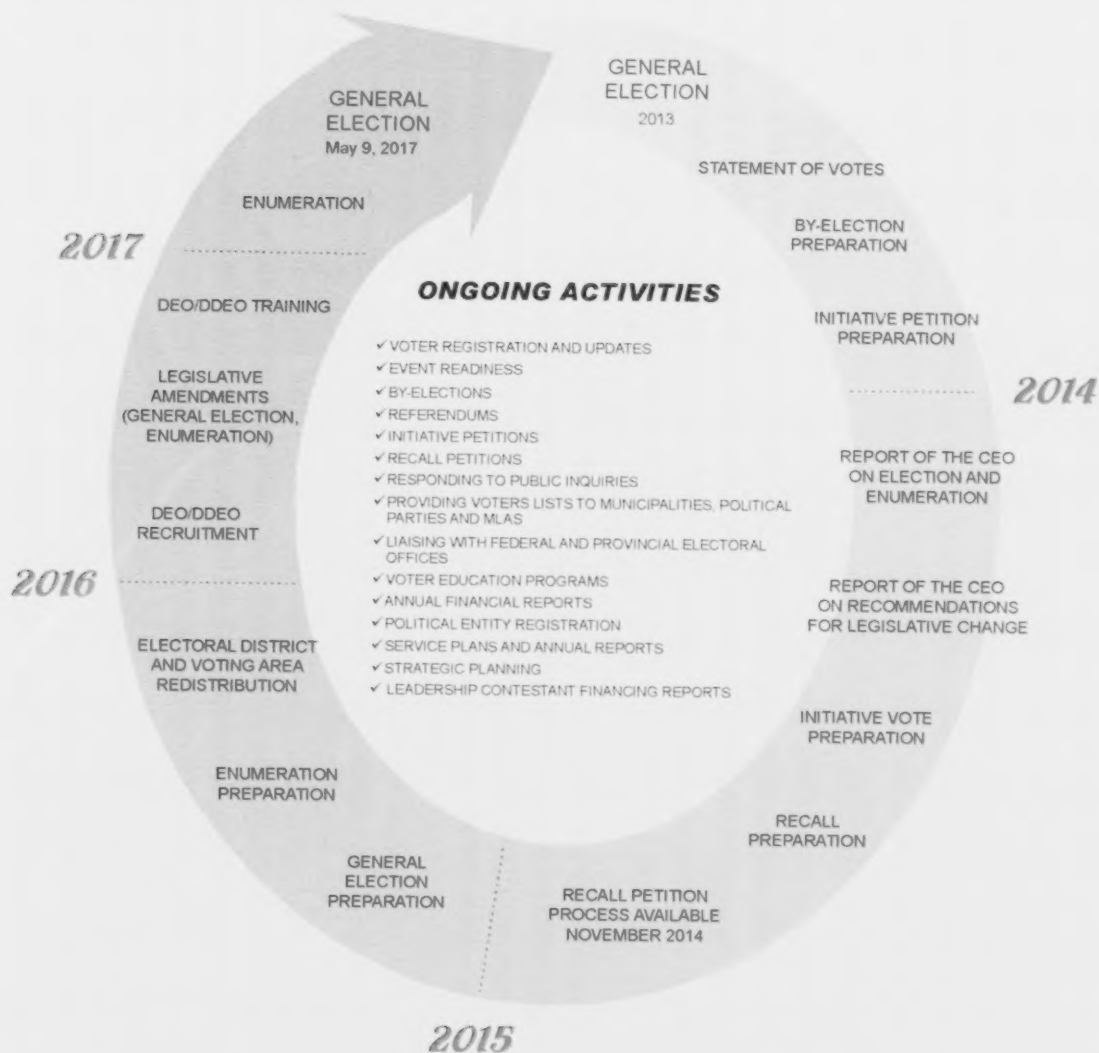 GENERAL
ELECTION
2013
STATEMENT OF VOTES
BY-ELECTION
PREPARATION
INITIATIVE PETITION
PREPARATION
2014
REPORT OF THE CEO
ON ELECTION AND
ENUMERATION
REPORT OF THE CEO
ON RECOMMENDATIONS
FOR LEGISLATIVE CHANGE
INITIATIVE VOTE
PREPARATION
RECALL
PREPARATION
RECALL PETITION
PROCESS AVAILABLE
NOVEMBER 2014
2015
GENERAL
ELECTION
PREPARATION
ENUMERATION
PREPARATION
ELECTORAL DISTRICT
AND VOTING AREA
REDISTRIBUTION
2016
DEO/DDEO
RECRUITMENT
LEGISLATIVE
AMENDMENTS
(GENERAL ELECTION,
ENUMERATION)
DEO/DDEO TRAINING
2017
ENUMERATION
GENERAL
ELECTION
May 9, 2017
ONGOING ACTIVITIES
✓ VOTER REGISTRATION AND UPDATES
✓ EVENT READINESS
✓ BY-ELECTIONS
✓ REFERENDUMS
✓ INITIATIVE PETITIONS
✓ RECALL PETITIONS
✓ RESPONDING TO PUBLIC INQUIRIES
✓ PROVIDING VOTERS LISTS TO MUNICIPALITIES, POLITICAL
PARTIES AND MLAS
✓ LIAISING WITH FEDERAL AND PROVINCIAL ELECTORAL
OFFICES
✓ VOTER EDUCATION PROGRAMS
✓ ANNUAL FINANCIAL REPORTS
✓ POLITICAL ENTITY REGISTRATION
✓ SERVICE PLANS AND ANNUAL REPORTS
✓ STRATEGIC PLANNING
✓ LEADERSHIP CONTESTANT FINANCING REPORTS